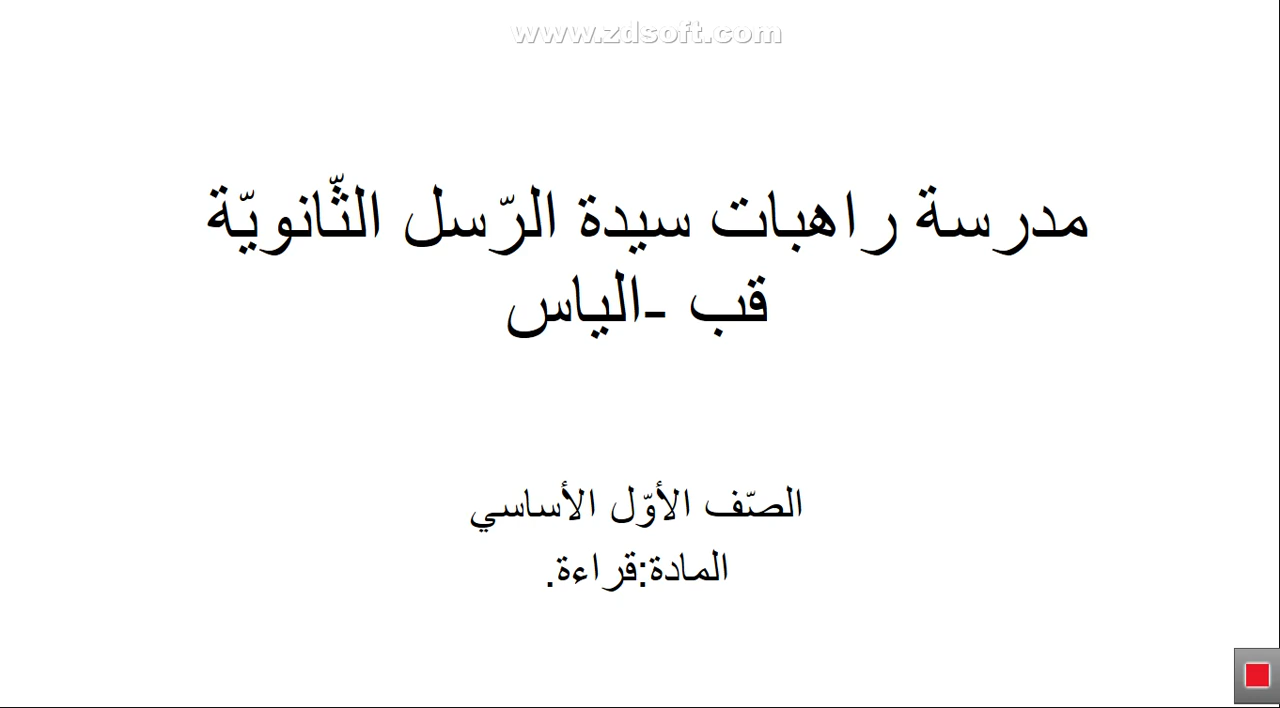 www.zdsoft.com
مدرسة راهبات سيدة الرّسل الثّانويّة
قب -الياس
الصّف الأوّل الأساسي
المادة:قراءة.